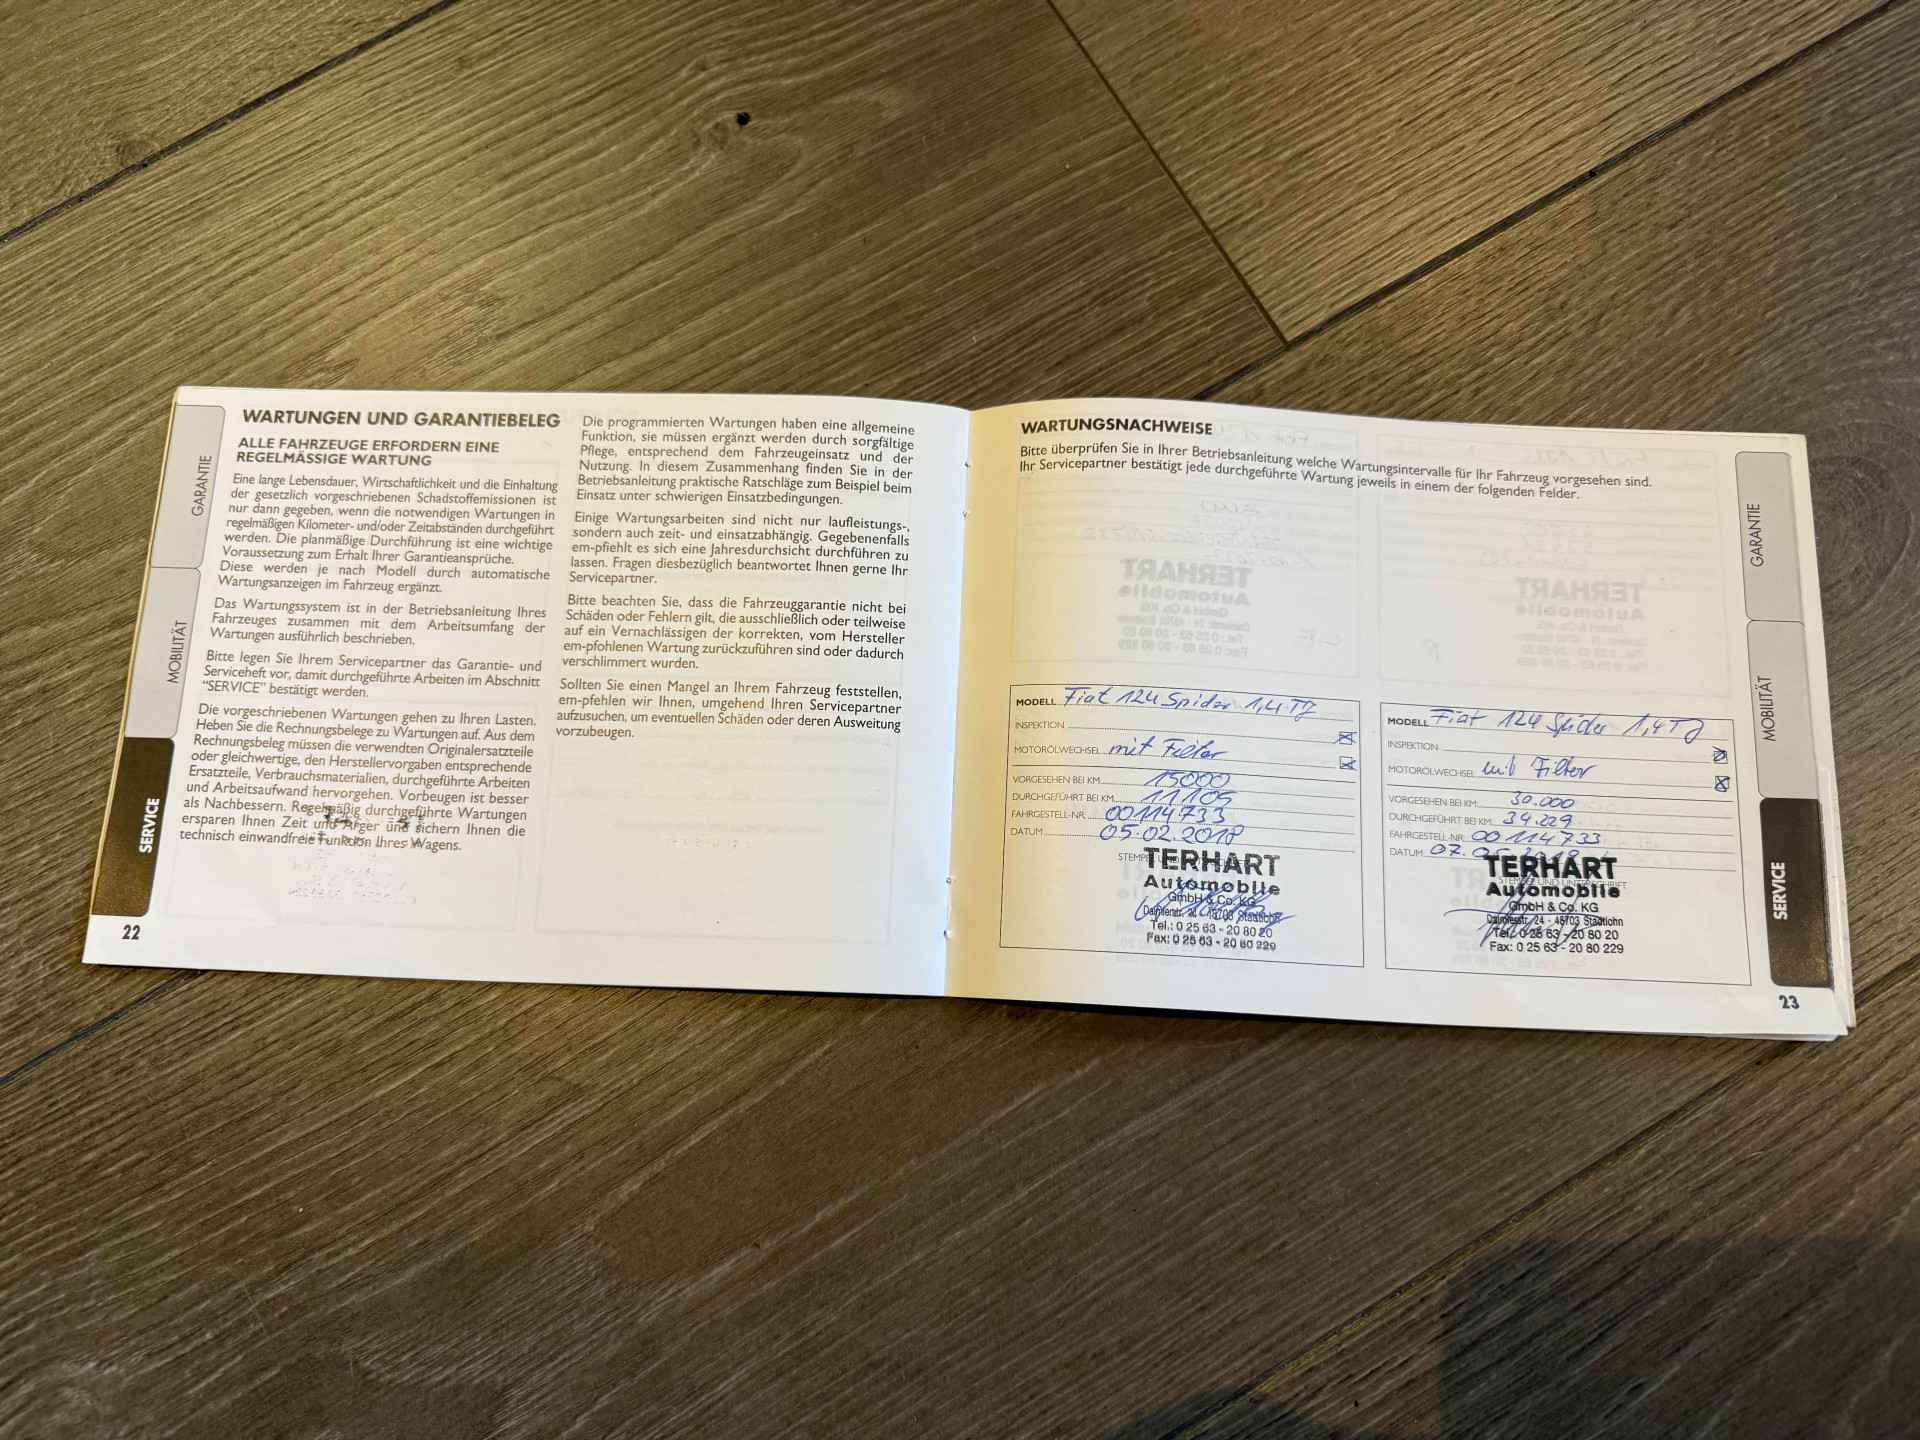 GARANTIE
MOBILITÄT
SERVICE
WARTUNGEN UND GARANTIEBELEG
ALLE FAHRZEUGE ERFORDERN EINE
REGELMÄSSIGE WARTUNG
Eine lange Lebensdauer, Wirtschaftlichkeit und die Einhaltung
der gesetzlich vorgeschriebenen Schadstoffemissionen ist
nur dann gegeben, wenn die notwendigen Wartungen in
regelmäßigen Kilometer- und/oder Zeitabständen durchgeführt
werden. Die planmäßige Durchführung ist eine wichtige
Voraussetzung zum Erhalt Ihrer Garantieansprüche.
Diese werden je nach Modell durch automatische
Wartungsanzeigen im Fahrzeug ergänzt.
Das Wartungssystem ist in der Betriebsanleitung Ihres
Fahrzeuges zusammen mit dem Arbeitsumfang der
Wartungen ausführlich beschrieben.
Bitte legen Sie Ihrem Servicepartner das Garantie- und
Serviceheft vor, damit durchgeführte Arbeiten im Abschnitt
"SERVICE" bestätigt werden.
Die vorgeschriebenen Wartungen gehen zu Ihren Lasten.
Heben Sie die Rechnungsbelege zu Wartungen auf. Aus dem
Rechnungsbeleg müssen die verwendten Originalersatzteile
oder gleichwertige, den Herstellervorgaben entsprechende
Ersatzteile, Verbrauchsmaterialien, durchgeführte Arbeiten
und Arbeitsaufwand hervorgehen. Vorbeugen ist besser
als Nachbessern. Regelmäßig durchgeführte Wartungen
ersparen Ihnen Zeit und Ärger und sichern Ihnen die
technisch einwandfreie Funktion Ihres Wagens.
22
Die programmierten Wartungen haben eine allgemeine
Funktion, sie müssen ergänzt werden durch sorgfältige
Pflege, entsprechend dem Fahrzeugeinsatz und der
Nutzung. In diesem Zusammenhang finden Sie in der
Betriebsanleitung praktische Ratschläge zum Beispiel beim
Einsatz unter schwierigen Einsatzbedingungen.
Einige Wartungsarbeiten sind nicht nur laufleistungs-,
sondern auch zeit- und einsatzabhängig. Gegebenenfalls
em-pfiehlt es sich eine Jahresdurchsicht durchführen zu
lassen. Fragen diesbezüglich beantwortet Ihnen gerne Ihr
Servicepartner.
Bitte beachten Sie, dass die Fahrzeuggarantie nicht bei
Schäden oder Fehlern gilt, die ausschließlich oder teilweise
auf ein Vernachlässigen der korrekten, vom Hersteller
em-pfohlenen Wartung zurückzuführen sind oder dadurch
verschlimmert wurden.
Sollten Sie einen Mangel an Ihrem Fahrzeug feststellen,
em-pfehlen wir Ihnen, umgehend Ihren Servicepartner
aufzusuchen, um eventuellen Schäden oder deren Ausweitung
vorzubeugen.
WARTUNGSNACHWEISE
Bitte überprüfen Sie in Ihrer Betriebsanleitung welche Wartungsintervalle für Ihr Fahrzeug vorgesehen sind.
Ihr Servicepartner bestätigt jede durchgeführte Wartung jeweils in einem der folgenden Felder.
MODELL Fiat 124 Spider 1,4 TJ
INSPEKTION
MOTORÖLWECHSEL mit Filter
VORGESEHEN BEI KM 15000
DURCHGEFÜHRT BEI KM 11105
FAHRGESTELL-NR. 00114733
DATUM 05.02.2018
STEMPEL UND
TERHART
Automobile
GmbH & Co. KG
Daimlerstr. 24 - 48703 Stadtlohn
Tel.: 0 25 63 - 20 80 20
Fax: 0 25 63 - 20 80 229
MODELL Fiat 124 Spider 1,4 TJ
INSPEKTION
MOTORÖLWECHSEL mit Filter
VORGESEHEN BEI KM 30.000
DURCHGEFÜHRT BEI KM 34.229
FAHRGESTELL-NR. 00114733
DATUM 07.
STEMPEL UND UNTERSCHRIFT
TERHART
Automobile
GmbH & Co. KG
Daimlerstr. 24 - 48703 Stadtlohn
Tel.: 0 25 63 - 20 80 20
Fax: 0 25 63 - 20 80 229
GARANTIE
MOBILITÄT
SERVICE
23